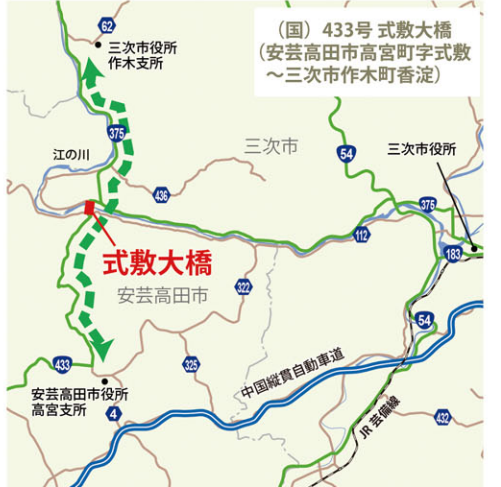 （国）433号 式敷大橋
（安芸高田市高宮町字式敷
～三次市作木町香淀）
62
三次市役所
作木支所
375
江の川
三次市
54
三次市役所
436
375
112
183
式敷大橋
322
安芸高田市
54
433
325
中国縦貫自動車道
安芸高田市役所
高宮支所
4
JR 芸備線
432